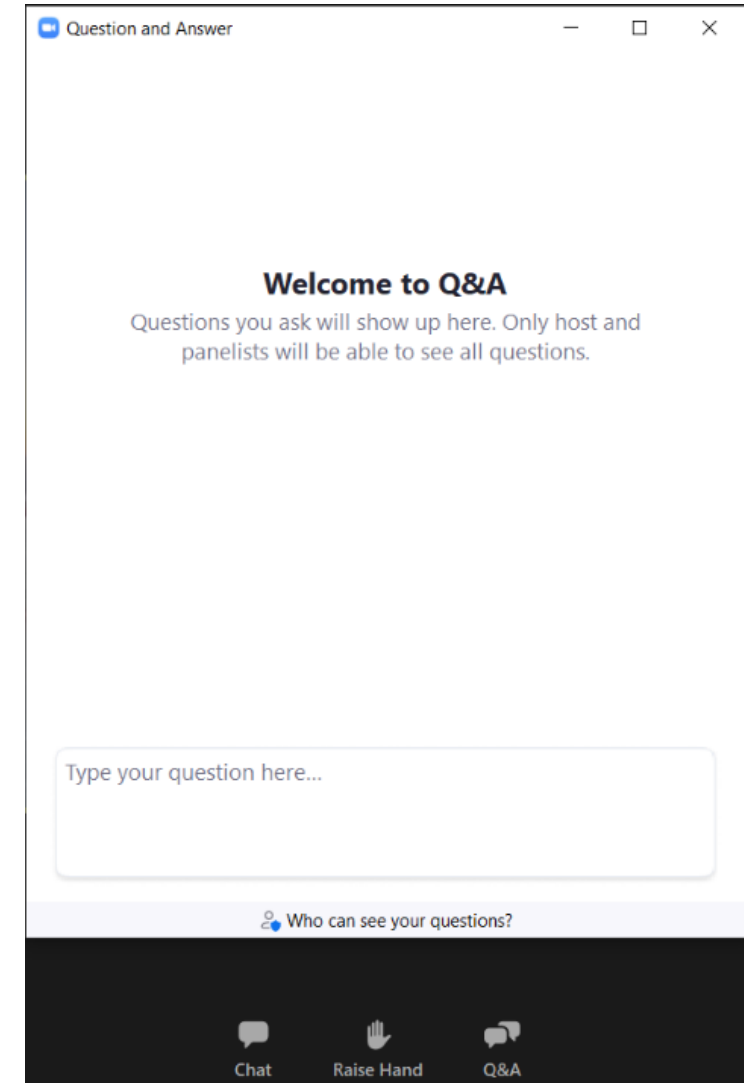 Question and Answer
Welcome to Q&A
Questions you ask will show up here. Only host and
panelists will be able to see all questions.
Type your question here...
Who can see your questions?
Chat Raise Hand Q&A